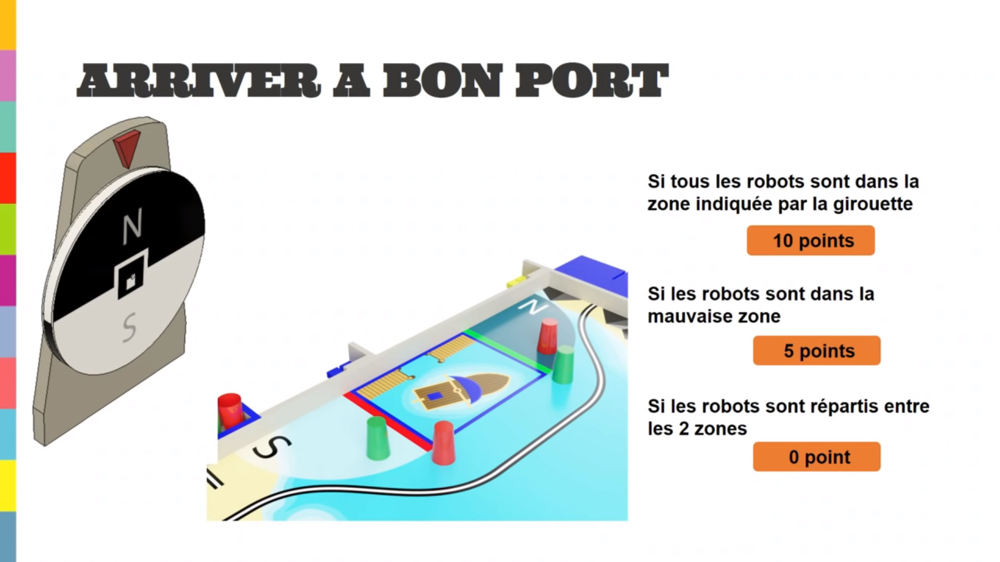 ARRIVER A BON PORT
N
S
N
S
Si tous les robots sont dans la
zone indiquée par la girouette
10 points
Si les robots sont dans la
mauvaise zone
5 points
Si les robots sont répartis entre
les 2 zones
0 point